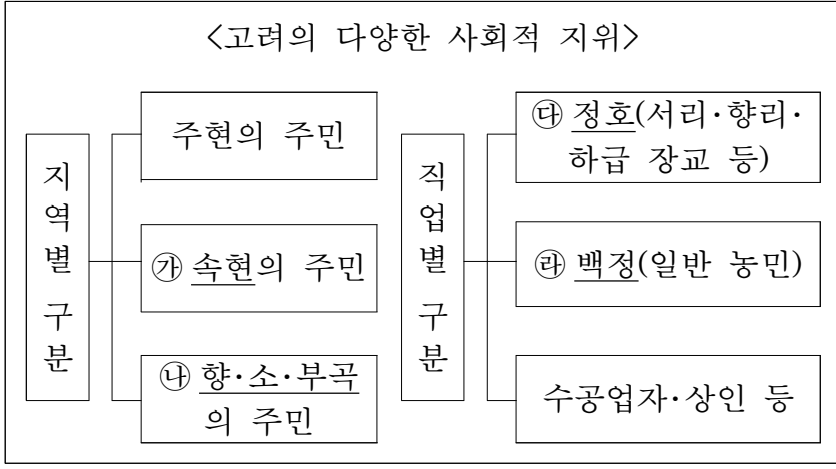 <고려의 다양한 사회적 지위>
지역별 구분
주현의 주민
㉮ 속현의 주민
㉯ 향·소·부곡
의 주민
직업별 구분
㉰ 정호(서리·향리·
하급 장교 등)
㉱ 백정(일반 농민)
수공업자·상인 등